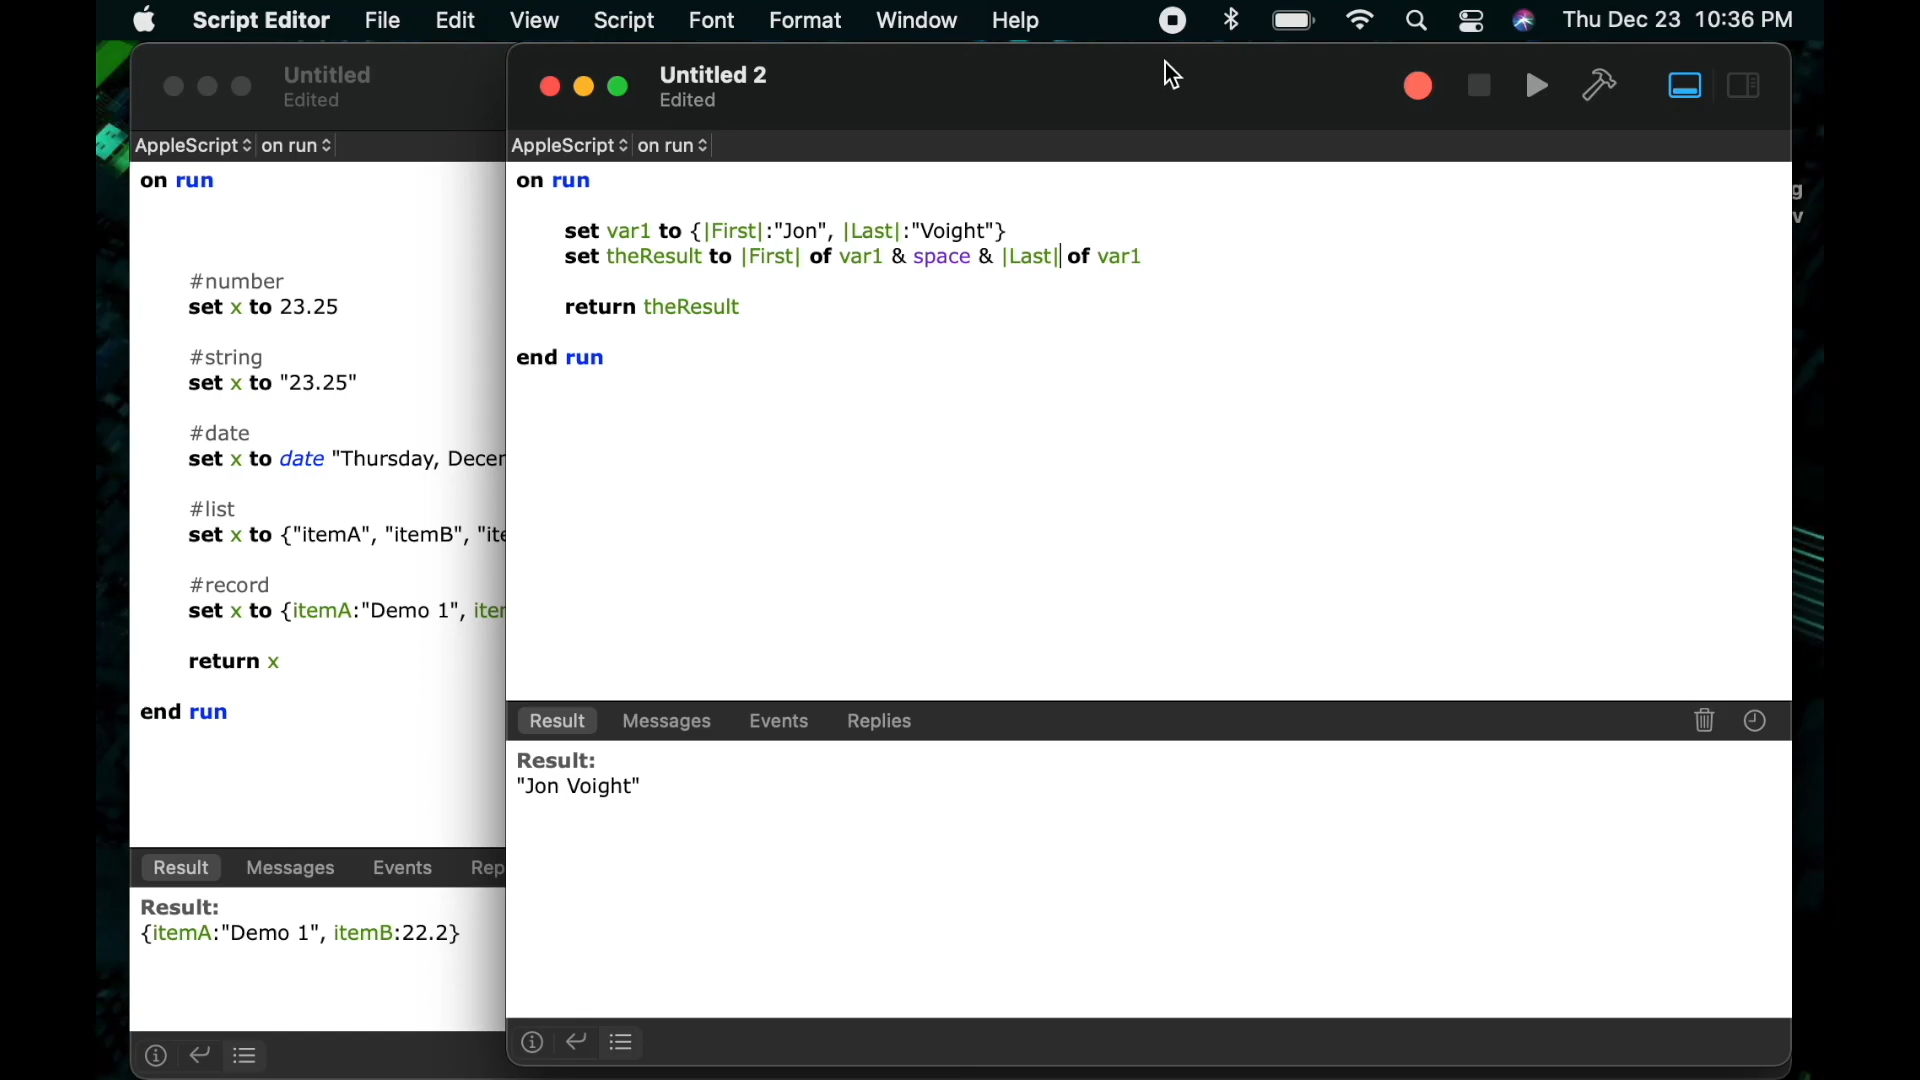 Script Editor File Edit View Script Font Format Window Help Thu Dec 23 10:36 PM
Untitled
Edited
AppleScript on run
on run
#number
set x to 23.25
#string
set x to "23.25"
#date
set x to date "Thursday, Decer
#list
set x to {"itemA", "itemB", "ite
#record
set x to {itemA:"Demo 1", iter
return x
end run
Result Messages Events Rep
Result:
{itemA:"Demo 1", itemB:22.2}
Untitled 2
Edited
AppleScript on run
on run
set var1 to {|First|:"Jon", |Last|:"Voight"}
set theResult to |First| of var1 & space & |Last| of var1
return theResult
end run
Result Messages Events Replies
Result:
"Jon Voight"
g
v